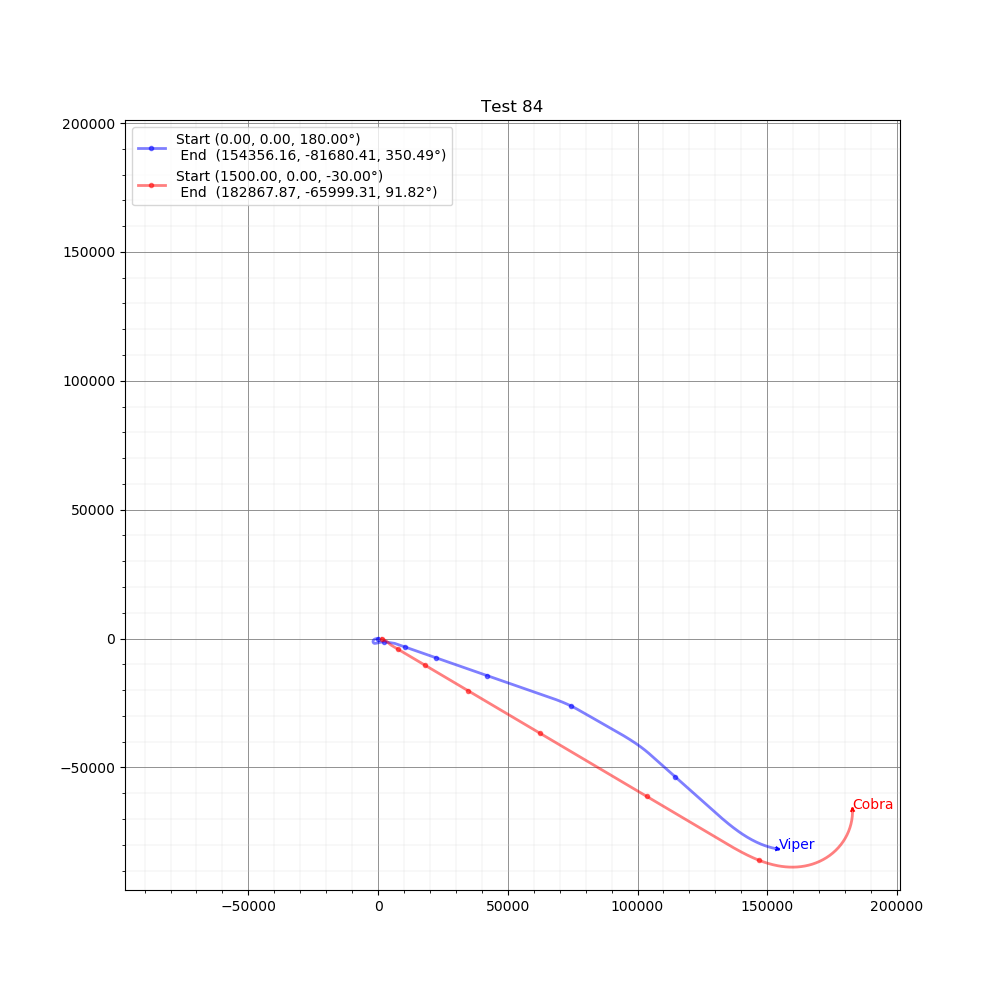 Test 84
Start (0.00, 0.00, 180.00°)
End (154356.16, -81680.41, 350.49°)
Start (1500.00, 0.00, -30.00°)
End (182867.87, -65999.31, 91.82°)
200000
150000
100000
50000
0
−50000
Cobra
Viper
−50000 0 50000 100000 150000 200000